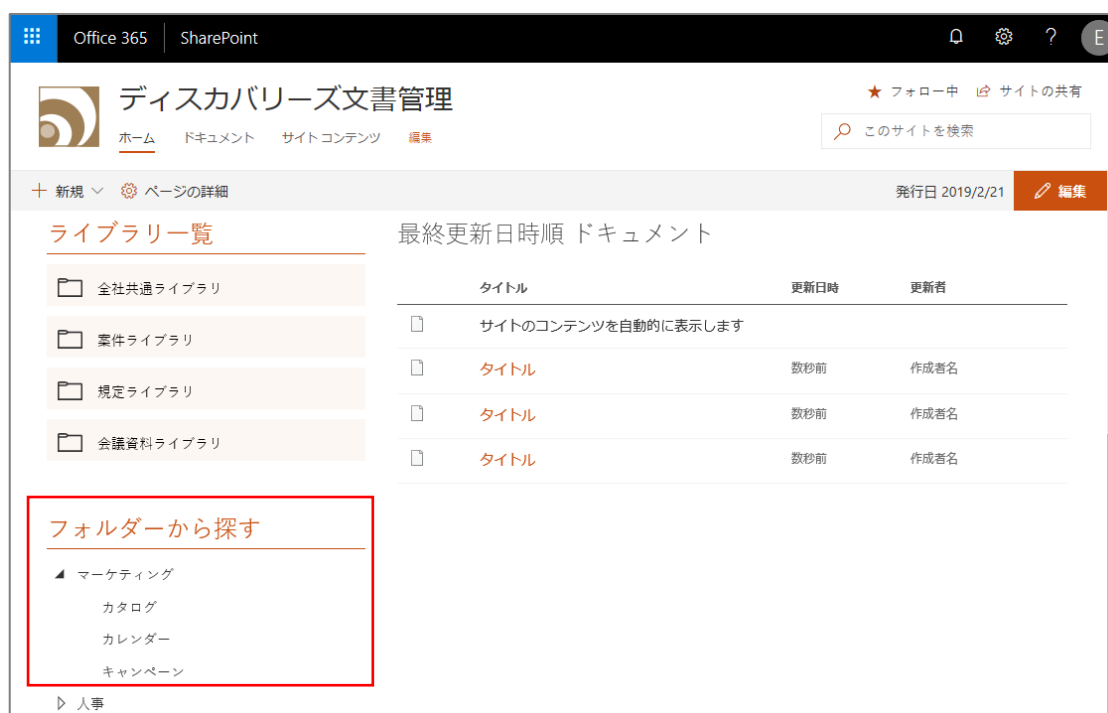 Office 365 SharePoint ? E
ディスカバリーズ文書管理
★ フォロー中 サイトの共有
ホーム ドキュメント サイト コンテンツ 編集
このサイトを検索
+ 新規 ページの詳細 発行日 2019/2/21 編集
ライブラリ一覧
全社共通ライブラリ
案件ライブラリ
規定ライブラリ
会議資料ライブラリ
最終更新日時順 ドキュメント
タイトル 更新日時 更新者
サイトのコンテンツを自動的に表示します
タイトル 数秒前 作成者名
タイトル 数秒前 作成者名
タイトル 数秒前 作成者名
フォルダーから探す
マーケティング
カタログ
カレンダー
キャンペーン
人事